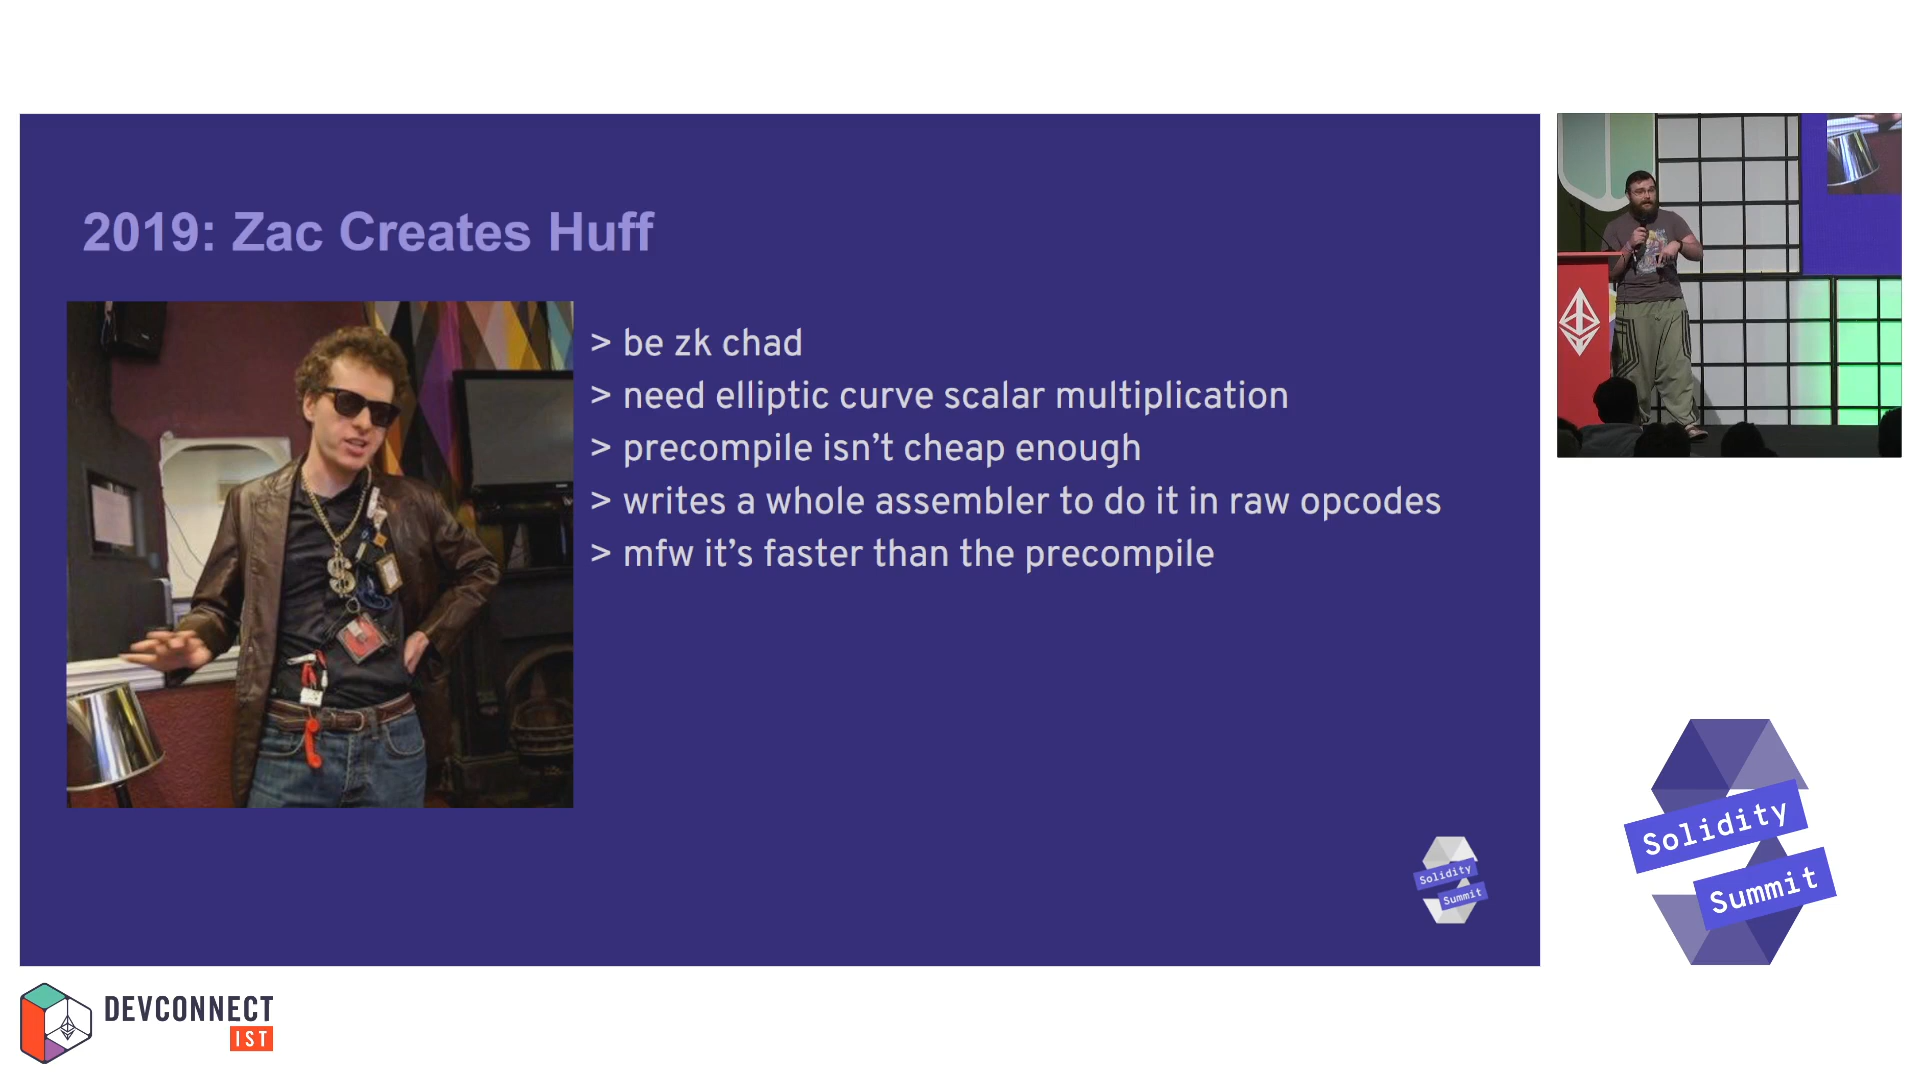 2019: Zac Creates Huff
> be zk chad
> need elliptic curve scalar multiplication
> precompile isn't cheap enough
> writes a whole assembler to do it in raw opcodes
> mfw it's faster than the precompile
Solidity
Summit
Solidity
Summit
DEVCONNECT
IST